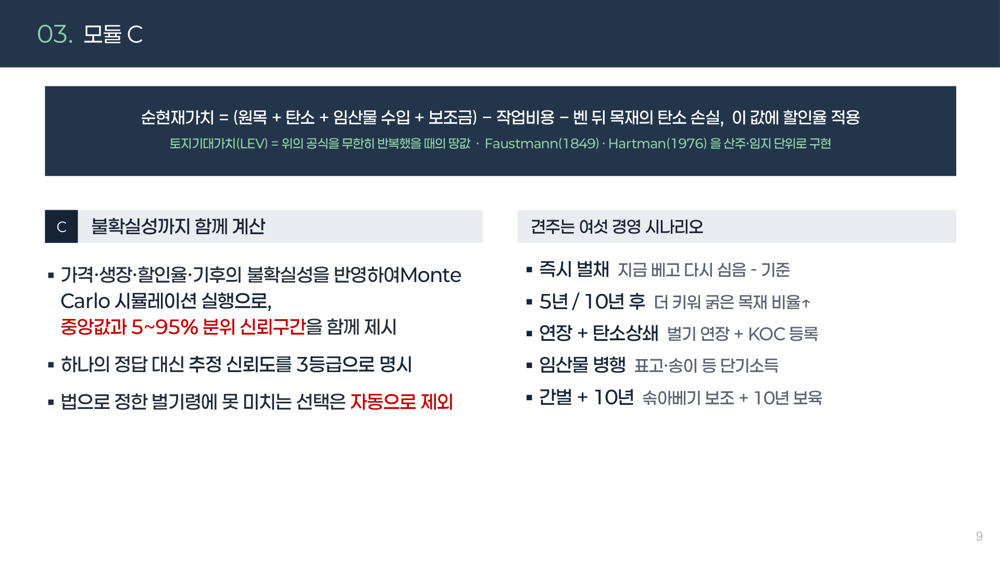 03. 모듈 C
순현재가치 = (원목 + 탄소 + 임산물 수입 + 보조금) − 작업비용 − 벤 뒤 목재의 탄소 손실, 이 값에 할인율 적용
토지기대가치(LEV) = 위의 공식을 무한히 반복했을 때의 땅값 · Faustmann(1849) · Hartman(1976) 을 산주·임지 단위로 구현
C 불확실성까지 함께 계산
▪ 가격·생장·할인율·기후의 불확실성을 반영하여Monte
Carlo 시뮬레이션 실행으로,
중앙값과 5~95% 분위 신뢰구간을 함께 제시
▪ 하나의 정답 대신 추정 신뢰도를 3등급으로 명시
▪ 법으로 정한 벌기령에 못 미치는 선택은 자동으로 제외
견주는 여섯 경영 시나리오
▪ 즉시 벌채 지금 베고 다시 심음 - 기준
▪ 5년 / 10년 후 더 키워 굵은 목재 비율↑
▪ 연장 + 탄소상쇄 벌기 연장 + KOC 등록
▪ 임산물 병행 표고·송이 등 단기소득
▪ 간벌 + 10년 솎아베기 보조 + 10년 보육
9